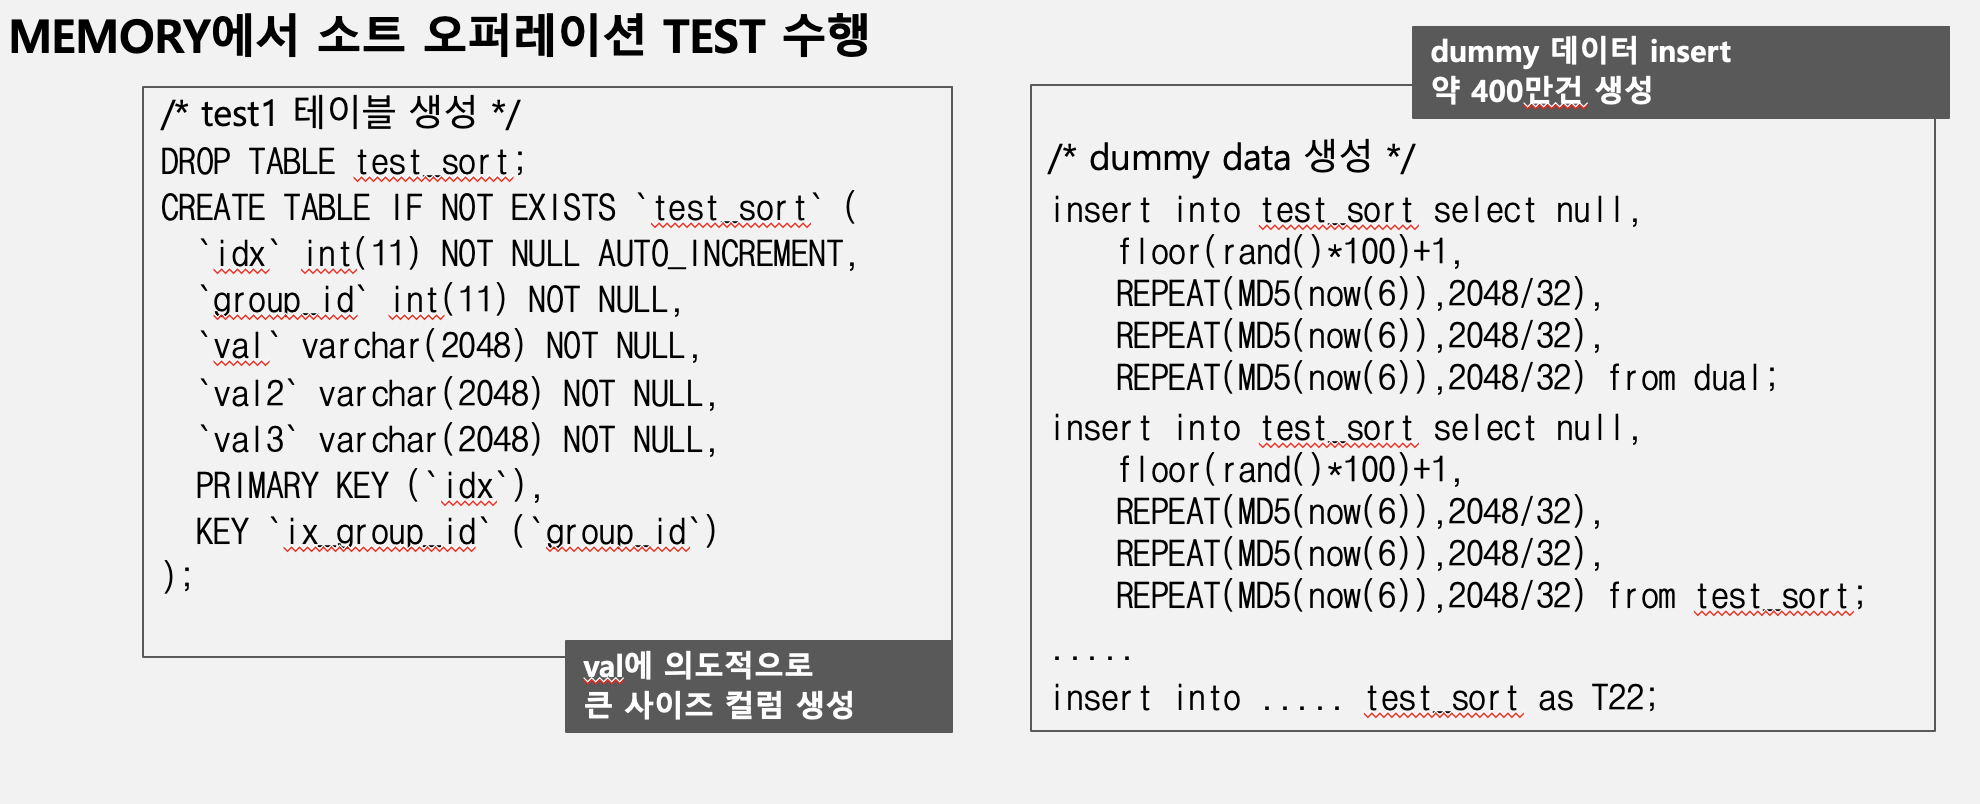 MEMORY에서 소트 오퍼레이션 TEST 수행
/* test1 테이블 생성 */
DROP TABLE test_sort;
CREATE TABLE IF NOT EXISTS `test_sort` (
`idx` int(11) NOT NULL AUTO_INCREMENT,
`group_id` int(11) NOT NULL,
`val` varchar(2048) NOT NULL,
`val2` varchar(2048) NOT NULL,
`val3` varchar(2048) NOT NULL,
PRIMARY KEY (`idx`),
KEY `ix_group_id` (`group_id`)
);
val에 의도적으로
큰 사이즈 컬럼 생성
dummy 데이터 insert
약 400만건 생성
/* dummy data 생성 */
insert into test_sort select null,
floor(rand()*100)+1,
REPEAT(MD5(now(6)),2048/32),
REPEAT(MD5(now(6)),2048/32),
REPEAT(MD5(now(6)),2048/32) from dual;
insert into test_sort select null,
floor(rand()*100)+1,
REPEAT(MD5(now(6)),2048/32),
REPEAT(MD5(now(6)),2048/32),
REPEAT(MD5(now(6)),2048/32) from test_sort;
.....
insert into ..... test_sort as T22;